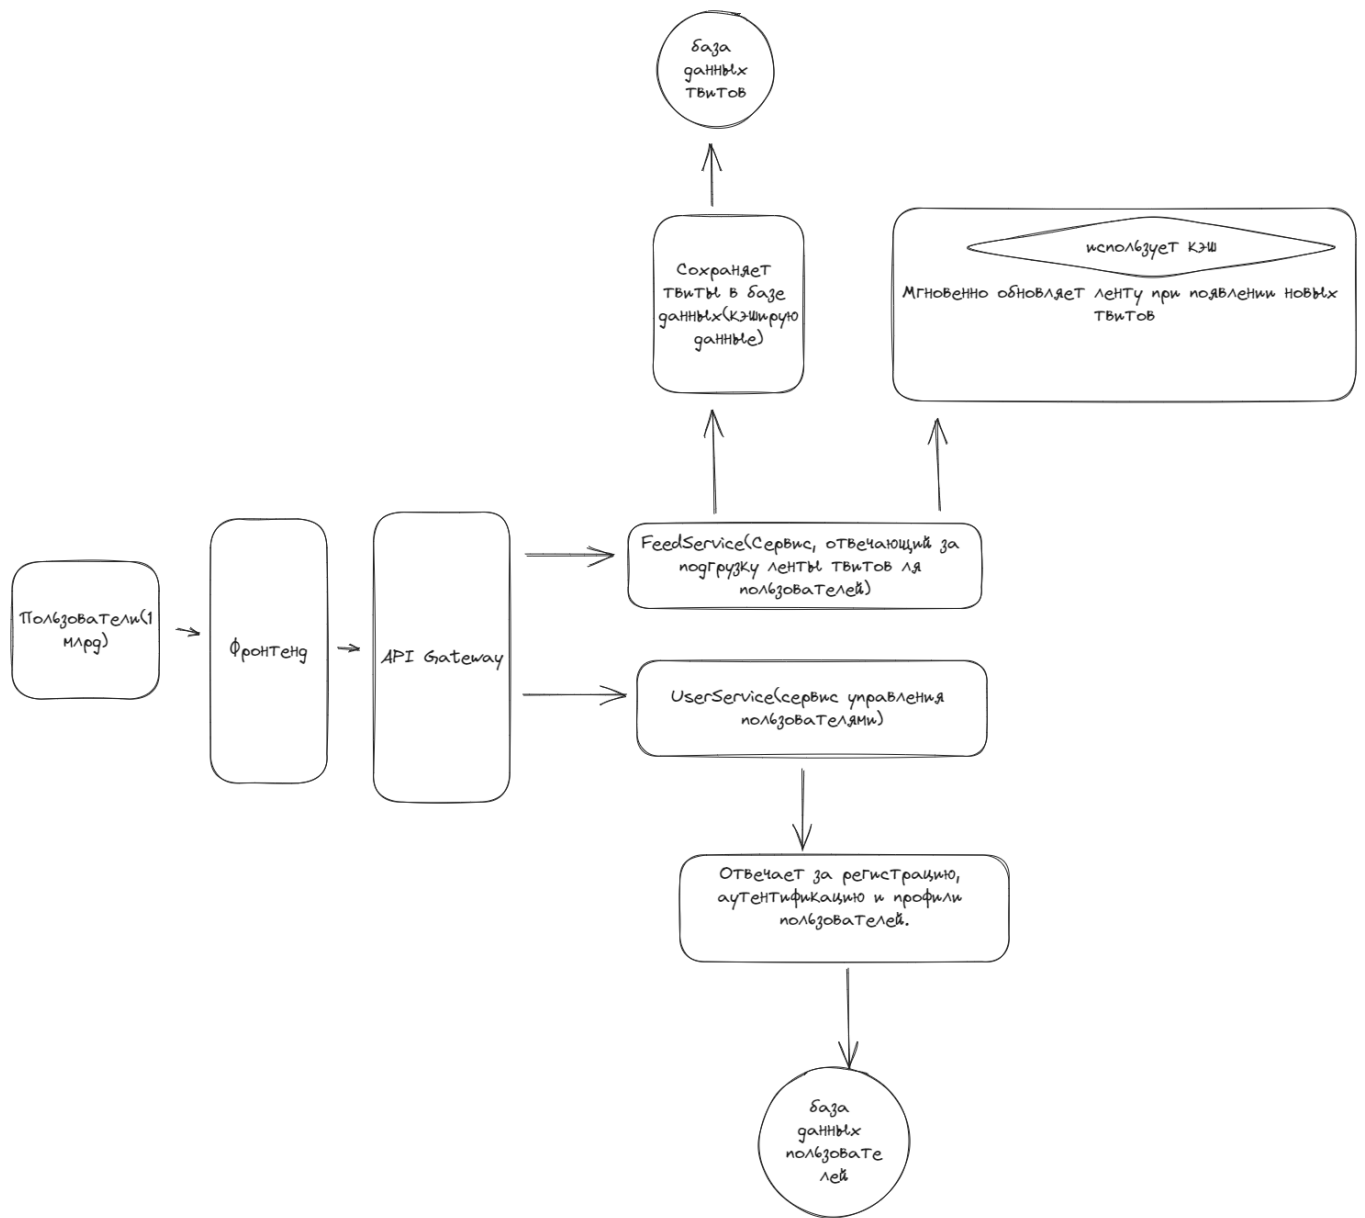 база
данных
твитов
использует кэш
Мгновенно обновляет ленту при появлении новых
твитов
Сохраняет
твиты в базе
данных(кэширую
данные)
FeedService(Сервис, отвечающий за
подгрузку ленты твитов ля
пользователей)
Пользователи(1
млрд)
Фронтенд
API Gateway
UserService(сервис управления
пользователями)
Отвечает за регистрацию,
аутентификацию и профили
пользователей.
база
данных
пользовате
лей